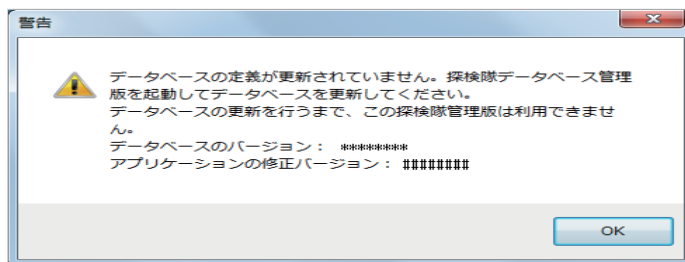 警告
データベースの定義が更新されていません。探検隊データベース管理
版を起動してデータベースを更新してください。
データベースの更新を行うまで、この探検隊管理版は利用できませ
ん。
データベースのバージョン： ********
アプリケーションの修正バージョン： ########
OK